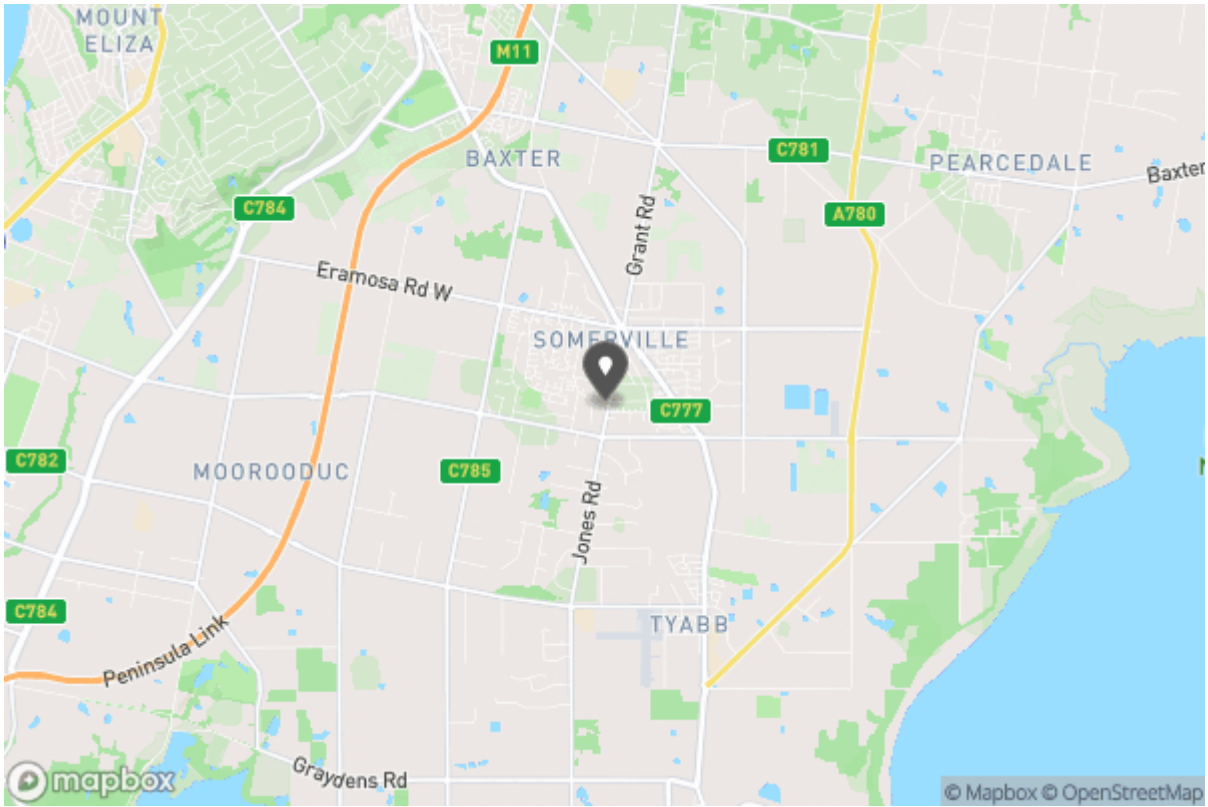 MOUNT
ELIZA
M11
BAXTER
C781
PEARCEDALE
Baxter
C784
A780
Grant Rd
Eramosa Rd W
SOMERVILLE
C777
C782
MOOROODUC
C785
Jones Rd
C784
TYABB
Peninsula Link
Graydens Rd
mapbox
© Mapbox © OpenStreetMap